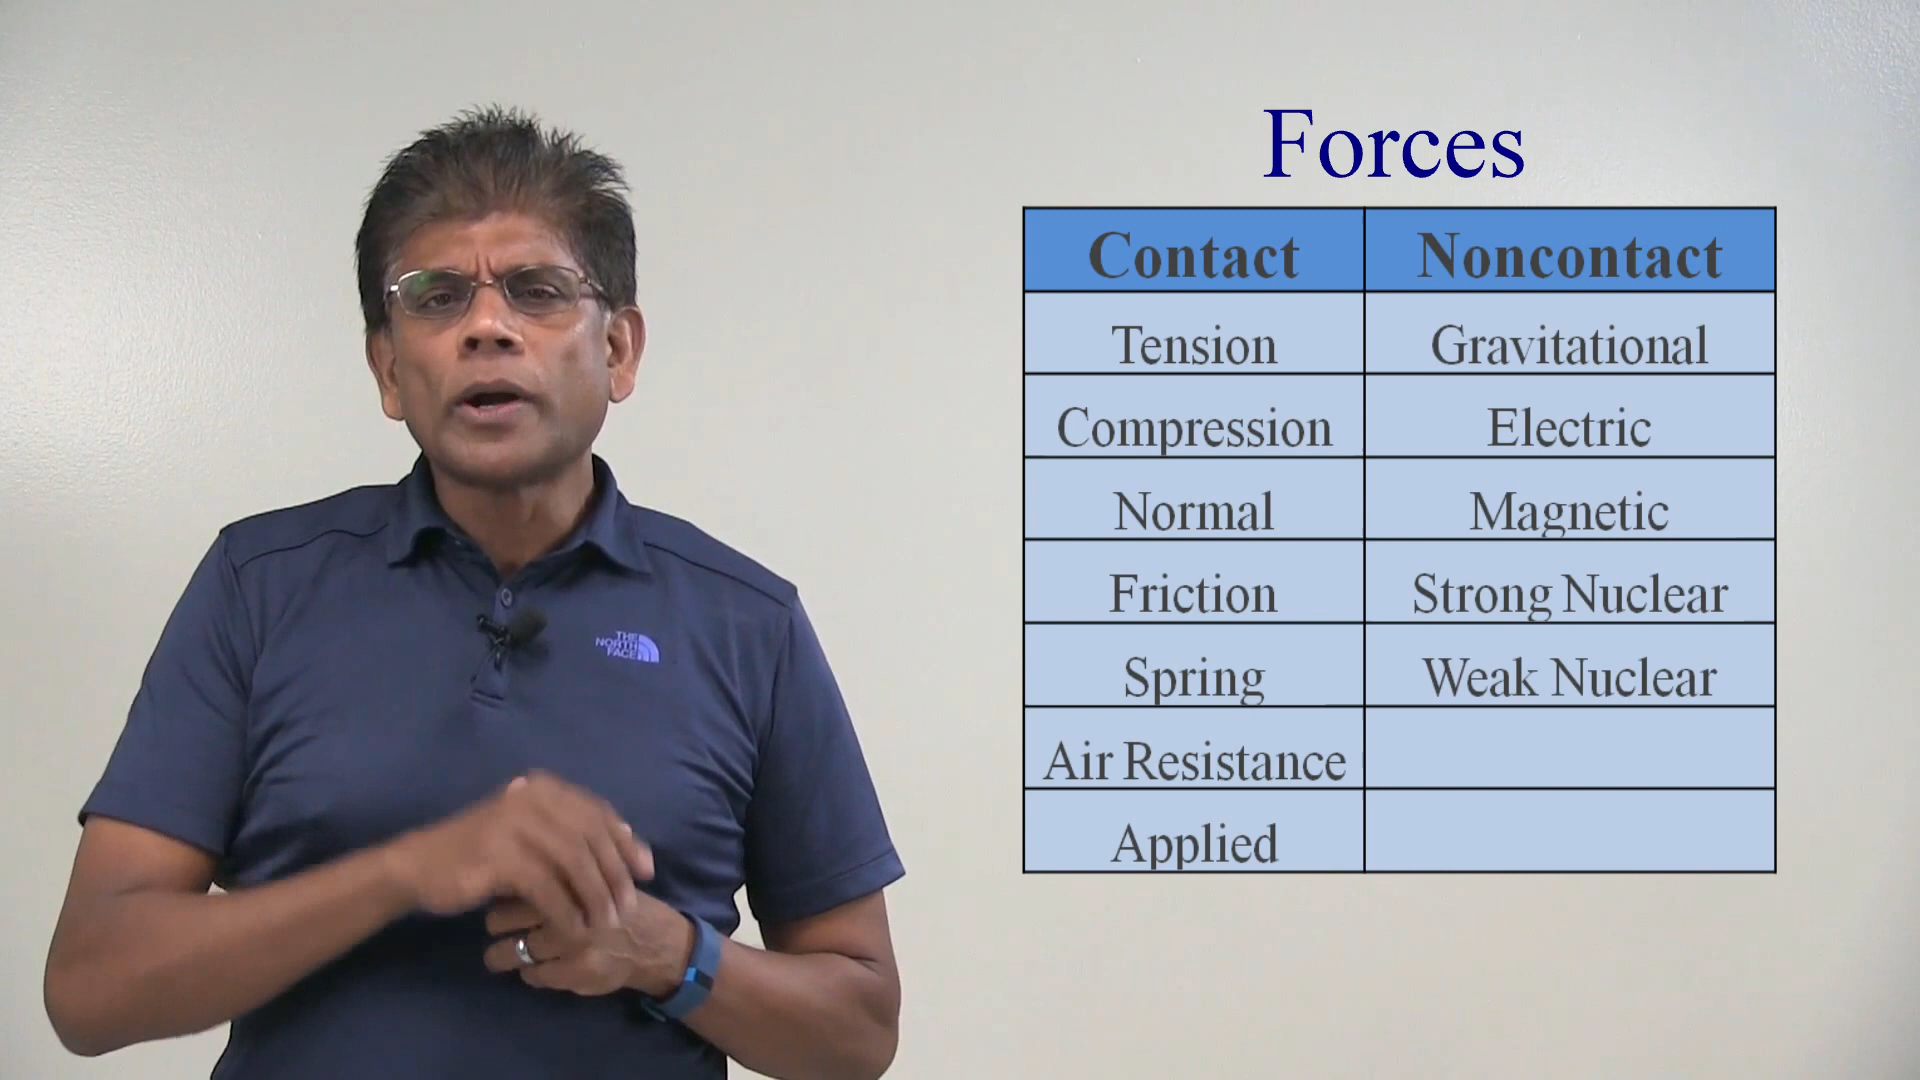 Forces
Contact Noncontact
Tension Gravitational
Compression Electric
Normal Magnetic
Friction Strong Nuclear
Spring Weak Nuclear
Air Resistance
Applied
THE
NORTH
FACE